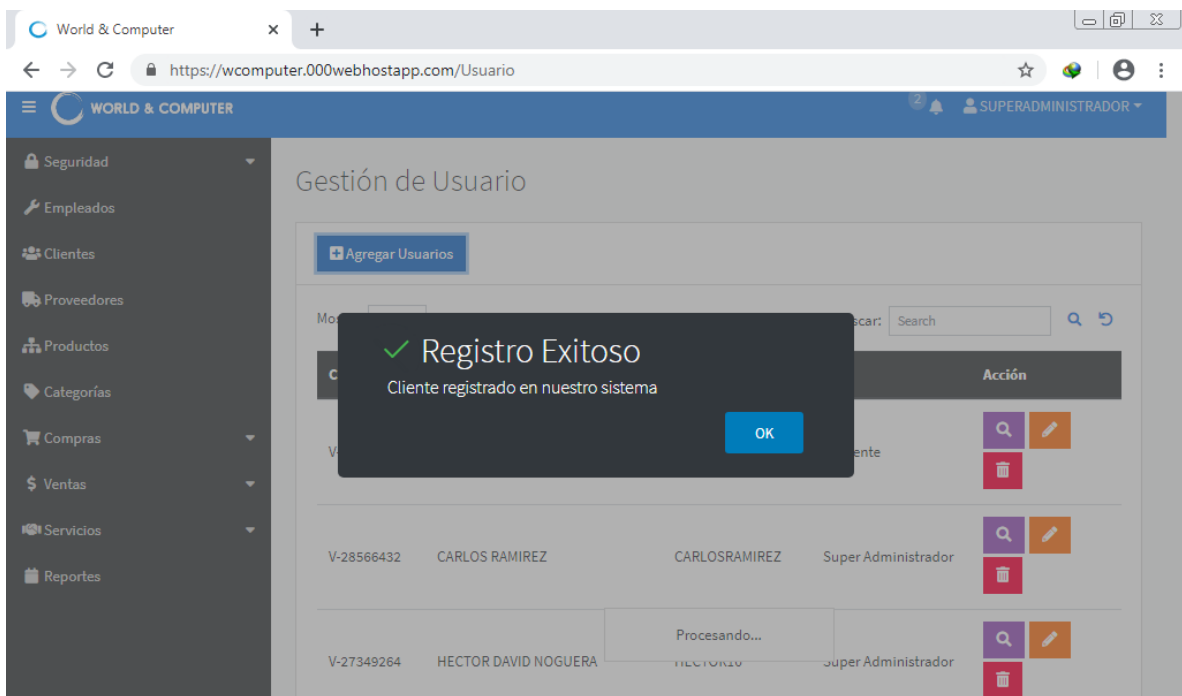 World & Computer
https://wcomputer.000webhostapp.com/Usuario
WORLD & COMPUTER
2
SUPERADMINISTRADOR
Seguridad
Empleados
Clientes
Proveedores
Productos
Categorías
Compras
$ Ventas
Servicios
Reportes
Gestión de Usuario
Agregar Usuarios
Search
Acción
Registro Exitoso
Cliente registrado en nuestro sistema
OK
V-28566432 CARLOS RAMIREZ CARLOSRAMIREZ Super Administrador
Procesando...
V-27349264 HECTOR DAVID NOGUERA HECTOR16 Super Administrador